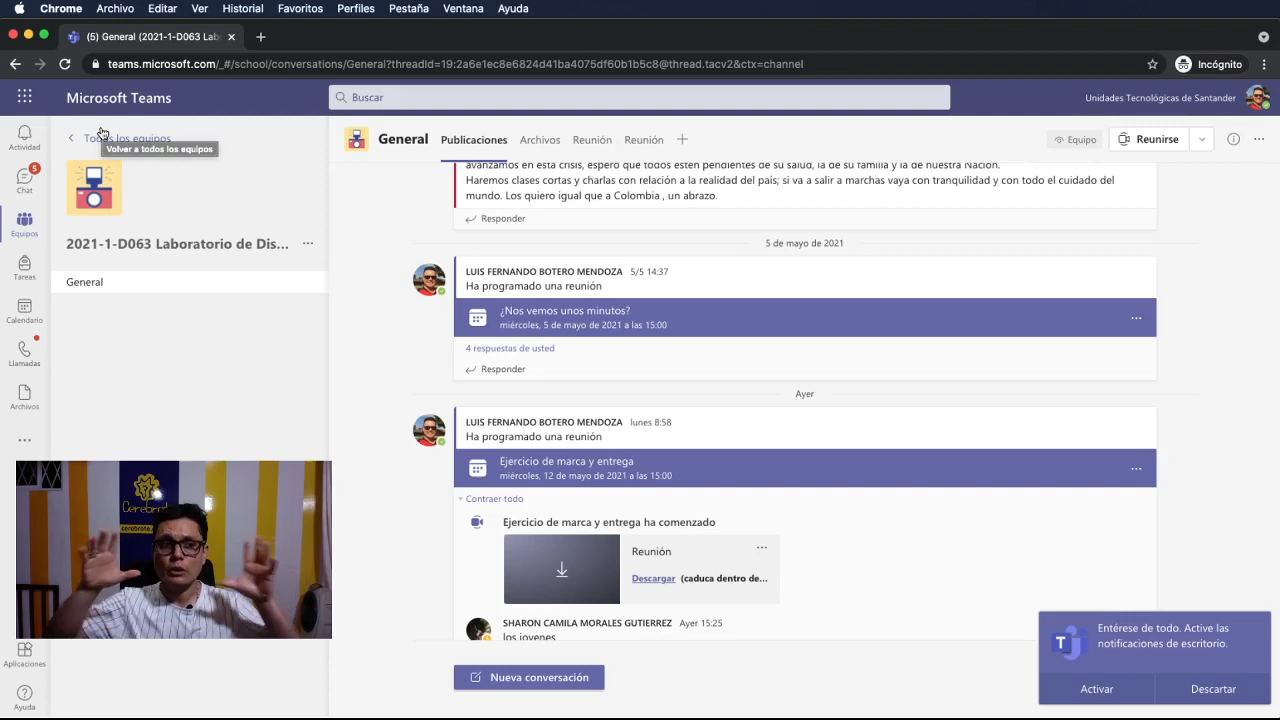 Chrome Archivo Editar Ver Historial Favoritos Perfiles Pestaña Ventana Ayuda
(5) General (2021-1-D063 Lab
teams.microsoft.com/_#/school/conversations/General?threadId=19:2a6e1ec8e6824d41ba4075df60b1b5c8@thread.tacv2&ctx=channel
Incógnito
Microsoft Teams
Buscar
Unidades Tecnológicas de Santander
Actividad
Chat
5
Equipos
Tareas
Calendario
Llamadas
Archivos
Aplicaciones
Ayuda
Todos los equipos
Volver a todos los equipos
2021-1-D063 Laboratorio de Dis...
General
General Publicaciones Archivos Reunión Reunión
Equipo
Reunirse
avanzamos en esta crisis, espero que todos estén pendientes de su salud, la de su familia y la de nuestra Nación.
Haremos clases cortas y charlas con relación a la realidad del país; si va a salir a marchas vaya con tranquilidad y con todo el cuidado del
mundo. Los quiero igual que a Colombia , un abrazo.
Responder
5 de mayo de 2021
LUIS FERNANDO BOTERO MENDOZA 5/5 14:37
Ha programado una reunión
¿Nos vemos unos minutos?
miércoles, 5 de mayo de 2021 a las 15:00
4 respuestas de usted
Responder
Ayer
LUIS FERNANDO BOTERO MENDOZA lunes 8:58
Ha programado una reunión
Ejercicio de marca y entrega
miércoles, 12 de mayo de 2021 a las 15:00
Contraer todo
Ejercicio de marca y entrega ha comenzado
Reunión
Descargar (caduca dentro de...
SHARON CAMILA MORALES GUTIERREZ Ayer 15:25
los jovenes
Nueva conversación
Entérese de todo. Active las
notificaciones de escritorio.
Activar
Descartar